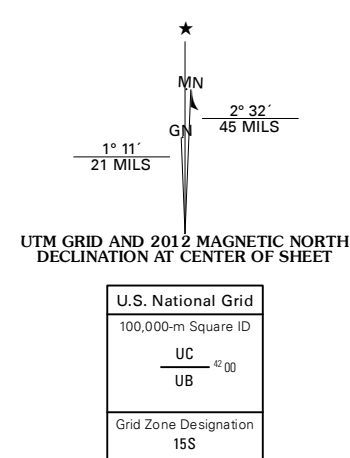 ★
MN
GN
2° 32´
45 MILS
1° 11´
21 MILS
UTM GRID AND 2012 MAGNETIC NORTH
DECLINATION AT CENTER OF SHEET
U.S. National Grid
100,000-m Square ID
UC
42 00
UB
Grid Zone Designation
15S